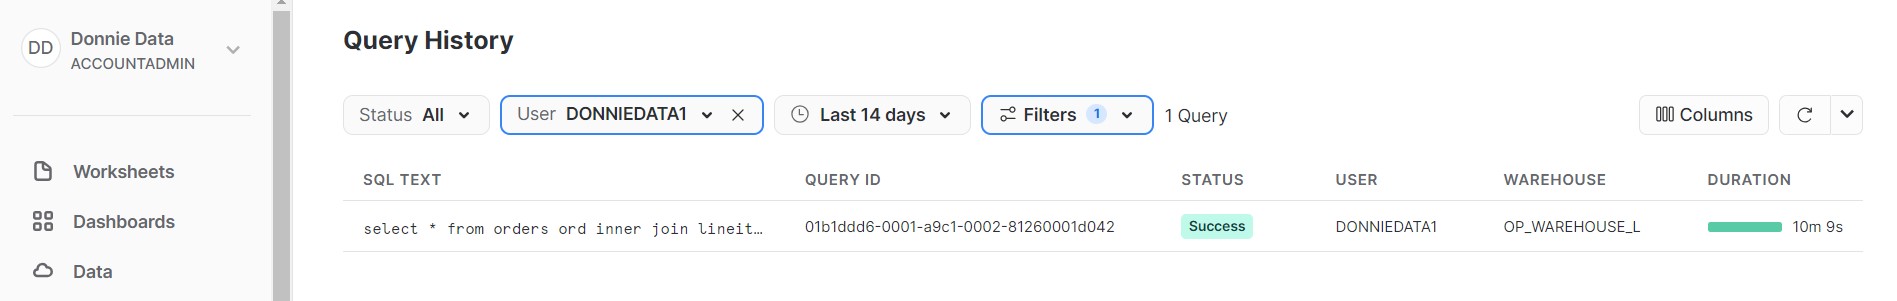 DD
Donnie Data
ACCOUNTADMIN
Worksheets
Dashboards
Data
Query History
Status All
User DONNIEDATA1
Last 14 days
Filters 1
1 Query
Columns
SQL TEXT QUERY ID STATUS USER WAREHOUSE DURATION
select * from orders ord inner join lineit… 01b1ddd6-0001-a9c1-0002-81260001d042 Success DONNIEDATA1 OP_WAREHOUSE_L 10m 9s